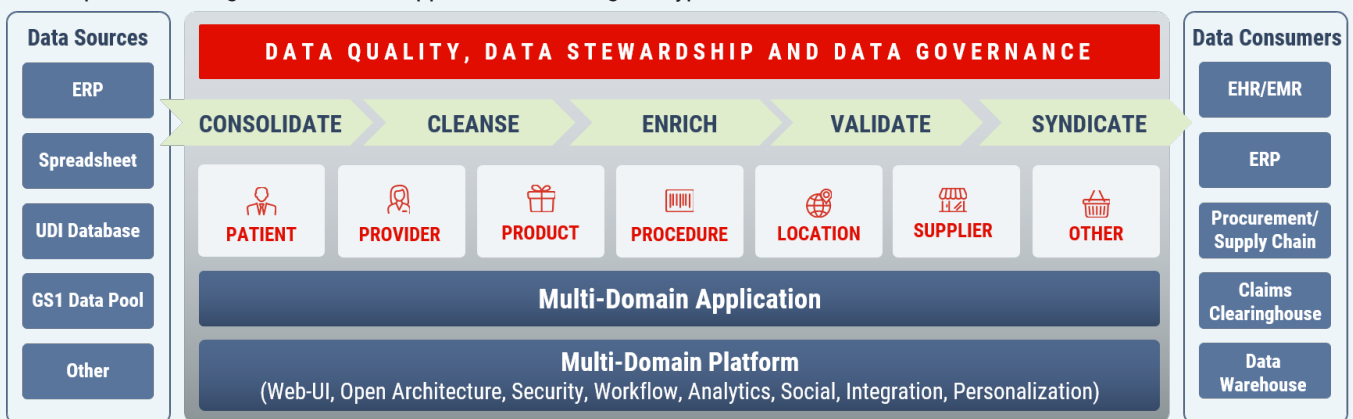 Data Sources
ERP
Spreadsheet
UDI Database
GS1 Data Pool
Other
DATA QUALITY, DATA STEWARDSHIP AND DATA GOVERNANCE
CONSOLIDATE
CLEANSE
ENRICH
VALIDATE
SYNDICATE
PATIENT
PROVIDER
PRODUCT
PROCEDURE
LOCATION
SUPPLIER
OTHER
Multi-Domain Application
Multi-Domain Platform
(Web-UI, Open Architecture, Security, Workflow, Analytics, Social, Integration, Personalization)
Data Consumers
EHR/EMR
ERP
Procurement/
Supply Chain
Claims
Clearinghouse
Data
Warehouse